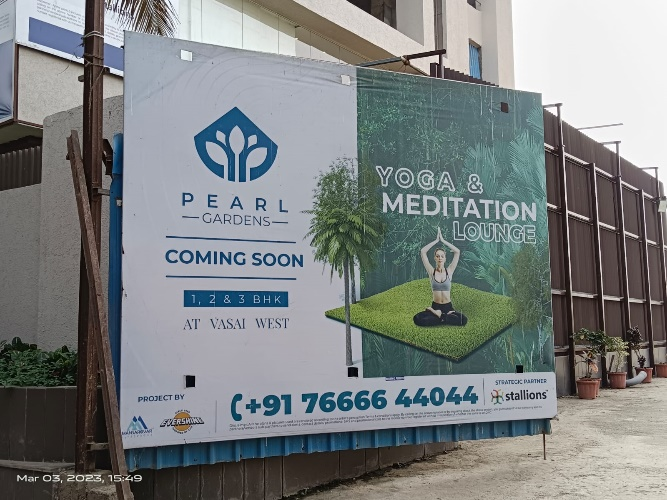 PEARL
GARDENS
COMING SOON
1, 2 & 3 BHK
AT VASAI WEST
YOGA &
MEDITATION
LOUNGE
PROJECT BY
EVERSHINE
+91 76666 44044
STRATEGIC PARTNER
stallions
Mar 03, 2023, 15:49